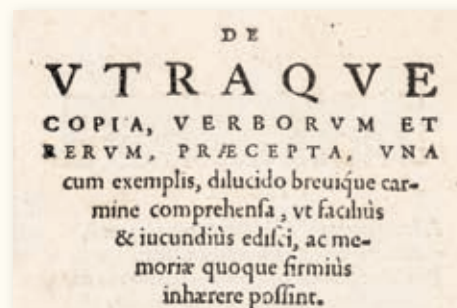 DE
VTRAQVE
COPIA, VERBORVM ET
RERVM, PRÆCEPTA, VNA
cum exemplis, dilucido breuique car-
mine comprehenſa, vt faciliùs
& iucundiùs ediſci, ac me-
moriæ quoque firmiùs
inhærere poſſint.